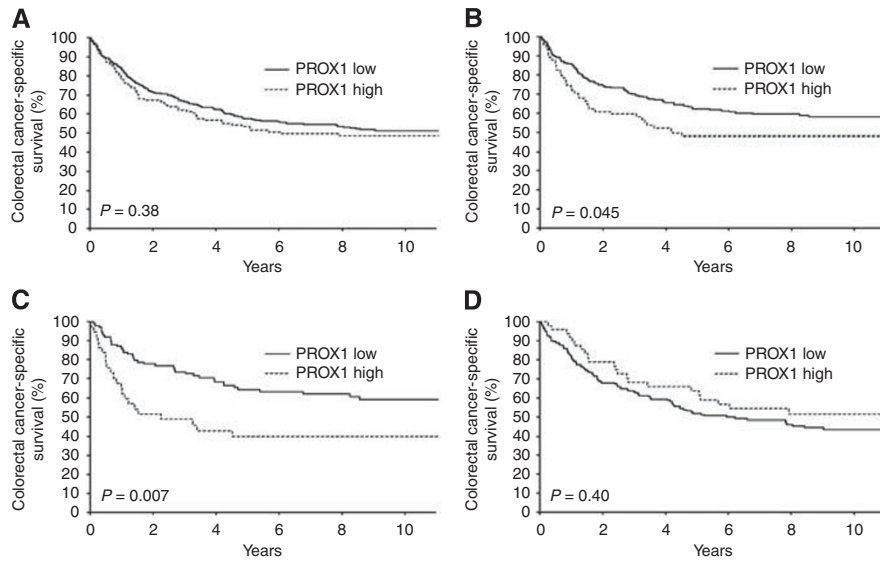 A
Colorectal cancer-specific
survival (%)
100
90
80
70
60
50
40
30
20
10
0
PROX1 low
PROX1 high
P = 0.38
0 2 4 6 8 10
Years
B
Colorectal cancer-specific
survival (%)
100
90
80
70
60
50
40
30
20
10
0
PROX1 low
PROX1 high
P = 0.045
0 2 4 6 8 10
Years
C
Colorectal cancer-specific
survival (%)
100
90
80
70
60
50
40
30
20
10
0
PROX1 low
PROX1 high
P = 0.007
0 2 4 6 8 10
Years
D
Colorectal cancer-specific
survival (%)
100
90
80
70
60
50
40
30
20
10
0
PROX1 low
PROX1 high
P = 0.40
0 2 4 6 8 10
Years